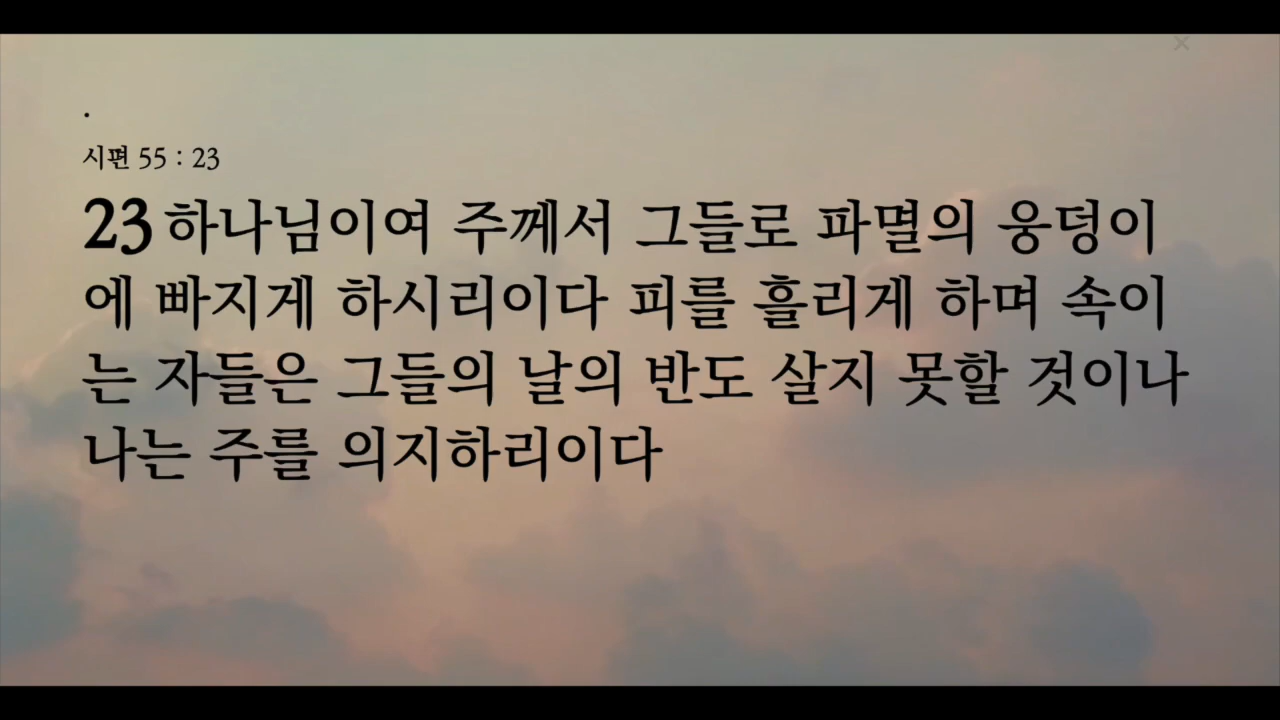 .
시편 55 : 23
23 하나님이여 주께서 그들로 파멸의 웅덩이
에 빠지게 하시리이다 피를 흘리게 하며 속이
는 자들은 그들의 날의 반도 살지 못할 것이나
나는 주를 의지하리이다